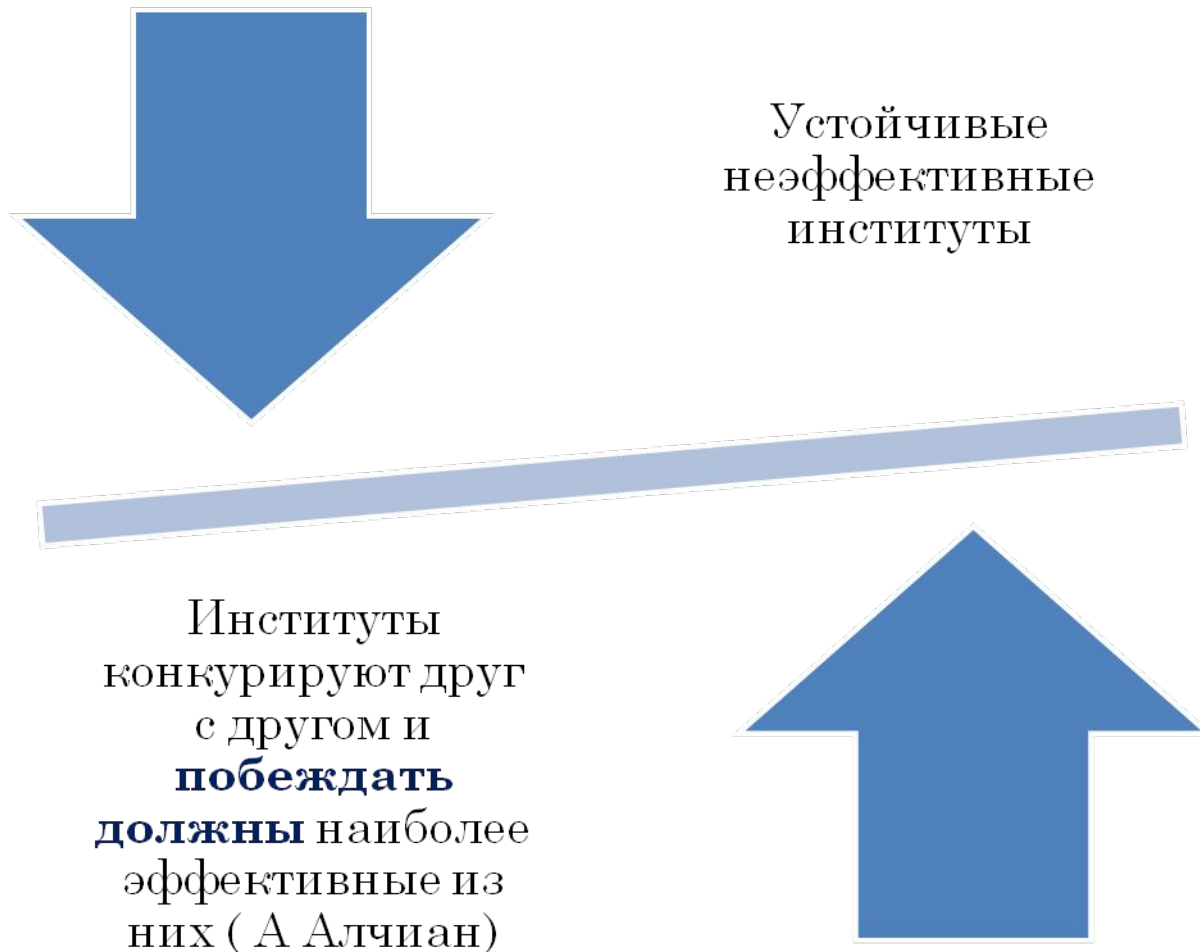 Устойчивые
неэффективные
институты
Институты
конкурируют друг
с другом и
побеждать
должны наиболее
эффективные из
них ( А Алчиан)